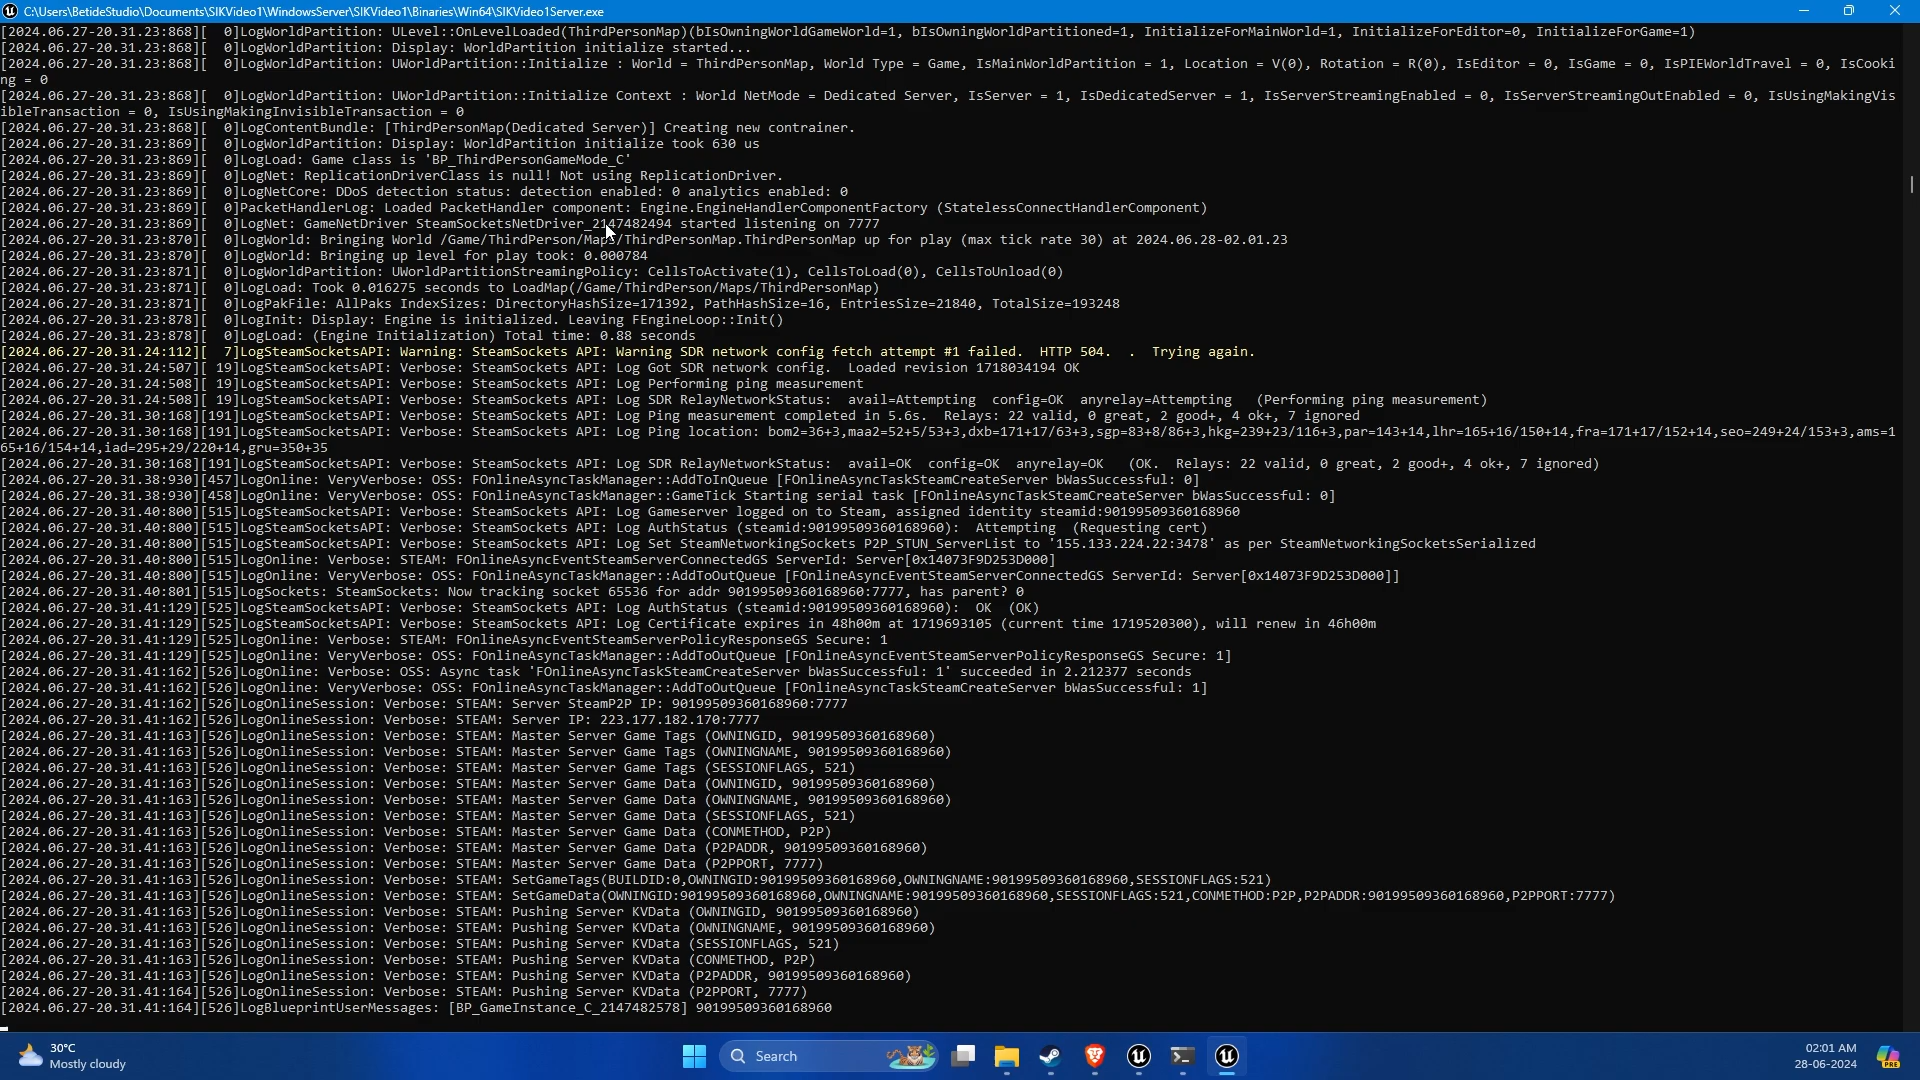 C:\Users\BetideStudio\Documents\SIKVideo1\WindowsServer\SIKVideo1\Binaries\Win64\SIKVideo1Server.exe
[2024.06.27-20.31.23:868][  0]LogWorldPartition: ULevel::OnLevelLoaded(ThirdPersonMap)(bIsOwningWorldGameWorld=1, bIsOwningWorldPartitioned=1, InitializeForMainWorld=1, InitializeForEditor=0, InitializeForGame=1)
[2024.06.27-20.31.23:868][  0]LogWorldPartition: Display: WorldPartition initialize started...
[2024.06.27-20.31.23:868][  0]LogWorldPartition: UWorldPartition::Initialize : World = ThirdPersonMap, World Type = Game, IsMainWorldPartition = 1, Location = V(0), Rotation = R(0), IsEditor = 0, IsGame = 0, IsPIEWorldTravel = 0, IsCooki
ng = 0
[2024.06.27-20.31.23:868][  0]LogWorldPartition: UWorldPartition::Initialize Context : World NetMode = Dedicated Server, IsServer = 1, IsDedicatedServer = 1, IsServerStreamingEnabled = 0, IsServerStreamingOutEnabled = 0, IsUsingMakingVis
ibleTransaction = 0, IsUsingMakingInvisibleTransaction = 0
[2024.06.27-20.31.23:868][  0]LogContentBundle: [ThirdPersonMap(Dedicated Server)] Creating new contrainer.
[2024.06.27-20.31.23:868][  0]LogWorldPartition: Display: WorldPartition initialize took 630 us
[2024.06.27-20.31.23:869][  0]LogLoad: Game class is 'BP_ThirdPersonGameMode_C'
[2024.06.27-20.31.23:869][  0]LogNet: ReplicationDriverClass is null! Not using ReplicationDriver.
[2024.06.27-20.31.23:869][  0]LogNetCore: DDoS detection status: detection enabled: 0 analytics enabled: 0
[2024.06.27-20.31.23:869][  0]PacketHandlerLog: Loaded PacketHandler component: Engine.EngineHandlerComponentFactory (StatelessConnectHandlerComponent)
[2024.06.27-20.31.23:869][  0]LogNet: GameNetDriver SteamSocketsNetDriver_2147482494 started listening on 7777
[2024.06.27-20.31.23:870][  0]LogWorld: Bringing World /Game/ThirdPerson/Maps/ThirdPersonMap.ThirdPersonMap up for play (max tick rate 30) at 2024.06.28-02.01.23
[2024.06.27-20.31.23:870][  0]LogWorld: Bringing up level for play took: 0.000784
[2024.06.27-20.31.23:871][  0]LogWorldPartition: UWorldPartitionStreamingPolicy: CellsToActivate(1), CellsToLoad(0), CellsToUnload(0)
[2024.06.27-20.31.23:871][  0]LogLoad: Took 0.016275 seconds to LoadMap(/Game/ThirdPerson/Maps/ThirdPersonMap)
[2024.06.27-20.31.23:871][  0]LogPakFile: AllPaks IndexSizes: DirectoryHashSize=171392, PathHashSize=16, EntriesSize=21840, TotalSize=193248
[2024.06.27-20.31.23:878][  0]LogInit: Display: Engine is initialized. Leaving FEngineLoop::Init()
[2024.06.27-20.31.23:878][  0]LogLoad: (Engine Initialization) Total time: 0.88 seconds
[2024.06.27-20.31.24:112][  7]LogSteamSocketsAPI: Warning: SteamSockets API: Warning SDR network config fetch attempt #1 failed.  HTTP 504.  .  Trying again.
[2024.06.27-20.31.24:507][ 19]LogSteamSocketsAPI: Verbose: SteamSockets API: Log Got SDR network config.  Loaded revision 1718034194 OK
[2024.06.27-20.31.24:508][ 19]LogSteamSocketsAPI: Verbose: SteamSockets API: Log Performing ping measurement
[2024.06.27-20.31.24:508][ 19]LogSteamSocketsAPI: Verbose: SteamSockets API: Log SDR RelayNetworkStatus:  avail=Attempting  config=OK  anyrelay=Attempting   (Performing ping measurement)
[2024.06.27-20.31.30:168][191]LogSteamSocketsAPI: Verbose: SteamSockets API: Log Ping measurement completed in 5.6s.  Relays: 22 valid, 0 great, 2 good+, 4 ok+, 7 ignored
[2024.06.27-20.31.30:168][191]LogSteamSocketsAPI: Verbose: SteamSockets API: Log Ping location: bom2=36+3,maa2=52+5/53+3,dxb=171+17/63+3,sgp=83+8/86+3,hkg=239+23/116+3,par=143+14,lhr=165+16/150+14,fra=171+17/152+14,seo=249+24/153+3,ams=1
65+16/154+14,iad=295+29/220+14,gru=350+35
[2024.06.27-20.31.30:168][191]LogSteamSocketsAPI: Verbose: SteamSockets API: Log SDR RelayNetworkStatus:  avail=OK  config=OK  anyrelay=OK   (OK.  Relays: 22 valid, 0 great, 2 good+, 4 ok+, 7 ignored)
[2024.06.27-20.31.38:930][457]LogOnline: VeryVerbose: OSS: FOnlineAsyncTaskManager::AddToInQueue [FOnlineAsyncTaskSteamCreateServer bWasSuccessful: 0]
[2024.06.27-20.31.38:930][458]LogOnline: VeryVerbose: OSS: FOnlineAsyncTaskManager::GameTick Starting serial task [FOnlineAsyncTaskSteamCreateServer bWasSuccessful: 0]
[2024.06.27-20.31.40:800][515]LogSteamSocketsAPI: Verbose: SteamSockets API: Log Gameserver logged on to Steam, assigned identity steamid:90199509360168960
[2024.06.27-20.31.40:800][515]LogSteamSocketsAPI: Verbose: SteamSockets API: Log AuthStatus (steamid:90199509360168960):  Attempting  (Requesting cert)
[2024.06.27-20.31.40:800][515]LogSteamSocketsAPI: Verbose: SteamSockets API: Log Set SteamNetworkingSockets P2P_STUN_ServerList to '155.133.224.22:3478' as per SteamNetworkingSocketsSerialized
[2024.06.27-20.31.40:800][515]LogOnline: Verbose: STEAM: FOnlineAsyncEventSteamServerConnectedGS ServerId: Server[0x14073F9D253D000]
[2024.06.27-20.31.40:800][515]LogOnline: VeryVerbose: OSS: FOnlineAsyncTaskManager::AddToOutQueue [FOnlineAsyncEventSteamServerConnectedGS ServerId: Server[0x14073F9D253D000]]
[2024.06.27-20.31.40:801][515]LogSockets: SteamSockets: Now tracking socket 65536 for addr 90199509360168960:7777, has parent? 0
[2024.06.27-20.31.41:129][525]LogSteamSocketsAPI: Verbose: SteamSockets API: Log AuthStatus (steamid:90199509360168960):  OK  (OK)
[2024.06.27-20.31.41:129][525]LogSteamSocketsAPI: Verbose: SteamSockets API: Log Certificate expires in 48h00m at 1719693105 (current time 1719520300), will renew in 46h00m
[2024.06.27-20.31.41:129][525]LogOnline: Verbose: STEAM: FOnlineAsyncEventSteamServerPolicyResponseGS Secure: 1
[2024.06.27-20.31.41:129][525]LogOnline: VeryVerbose: OSS: FOnlineAsyncTaskManager::AddToOutQueue [FOnlineAsyncEventSteamServerPolicyResponseGS Secure: 1]
[2024.06.27-20.31.41:162][526]LogOnline: Verbose: OSS: Async task 'FOnlineAsyncTaskSteamCreateServer bWasSuccessful: 1' succeeded in 2.212377 seconds
[2024.06.27-20.31.41:162][526]LogOnline: VeryVerbose: OSS: FOnlineAsyncTaskManager::AddToOutQueue [FOnlineAsyncTaskSteamCreateServer bWasSuccessful: 1]
[2024.06.27-20.31.41:162][526]LogOnlineSession: Verbose: STEAM: Server SteamP2P IP: 90199509360168960:7777
[2024.06.27-20.31.41:162][526]LogOnlineSession: Verbose: STEAM: Server IP: 223.177.182.170:7777
[2024.06.27-20.31.41:163][526]LogOnlineSession: Verbose: STEAM: Master Server Game Tags (OWNINGID, 90199509360168960)
[2024.06.27-20.31.41:163][526]LogOnlineSession: Verbose: STEAM: Master Server Game Tags (OWNINGNAME, 90199509360168960)
[2024.06.27-20.31.41:163][526]LogOnlineSession: Verbose: STEAM: Master Server Game Tags (SESSIONFLAGS, 521)
[2024.06.27-20.31.41:163][526]LogOnlineSession: Verbose: STEAM: Master Server Game Data (OWNINGID, 90199509360168960)
[2024.06.27-20.31.41:163][526]LogOnlineSession: Verbose: STEAM: Master Server Game Data (OWNINGNAME, 90199509360168960)
[2024.06.27-20.31.41:163][526]LogOnlineSession: Verbose: STEAM: Master Server Game Data (SESSIONFLAGS, 521)
[2024.06.27-20.31.41:163][526]LogOnlineSession: Verbose: STEAM: Master Server Game Data (CONMETHOD, P2P)
[2024.06.27-20.31.41:163][526]LogOnlineSession: Verbose: STEAM: Master Server Game Data (P2PADDR, 90199509360168960)
[2024.06.27-20.31.41:163][526]LogOnlineSession: Verbose: STEAM: Master Server Game Data (P2PPORT, 7777)
[2024.06.27-20.31.41:163][526]LogOnlineSession: Verbose: STEAM: SetGameTags(BUILDID:0,OWNINGID:90199509360168960,OWNINGNAME:90199509360168960,SESSIONFLAGS:521)
[2024.06.27-20.31.41:163][526]LogOnlineSession: Verbose: STEAM: SetGameData(OWNINGID:90199509360168960,OWNINGNAME:90199509360168960,SESSIONFLAGS:521,CONMETHOD:P2P,P2PADDR:90199509360168960,P2PPORT:7777)
[2024.06.27-20.31.41:163][526]LogOnlineSession: Verbose: STEAM: Pushing Server KVData (OWNINGID, 90199509360168960)
[2024.06.27-20.31.41:163][526]LogOnlineSession: Verbose: STEAM: Pushing Server KVData (OWNINGNAME, 90199509360168960)
[2024.06.27-20.31.41:163][526]LogOnlineSession: Verbose: STEAM: Pushing Server KVData (SESSIONFLAGS, 521)
[2024.06.27-20.31.41:163][526]LogOnlineSession: Verbose: STEAM: Pushing Server KVData (CONMETHOD, P2P)
[2024.06.27-20.31.41:163][526]LogOnlineSession: Verbose: STEAM: Pushing Server KVData (P2PADDR, 90199509360168960)
[2024.06.27-20.31.41:164][526]LogOnlineSession: Verbose: STEAM: Pushing Server KVData (P2PPORT, 7777)
[2024.06.27-20.31.41:164][526]LogBlueprintUserMessages: [BP_GameInstance_C_2147482578] 90199509360168960
30°C
Mostly cloudy
Search
02:01 AM
28-06-2024
PRE